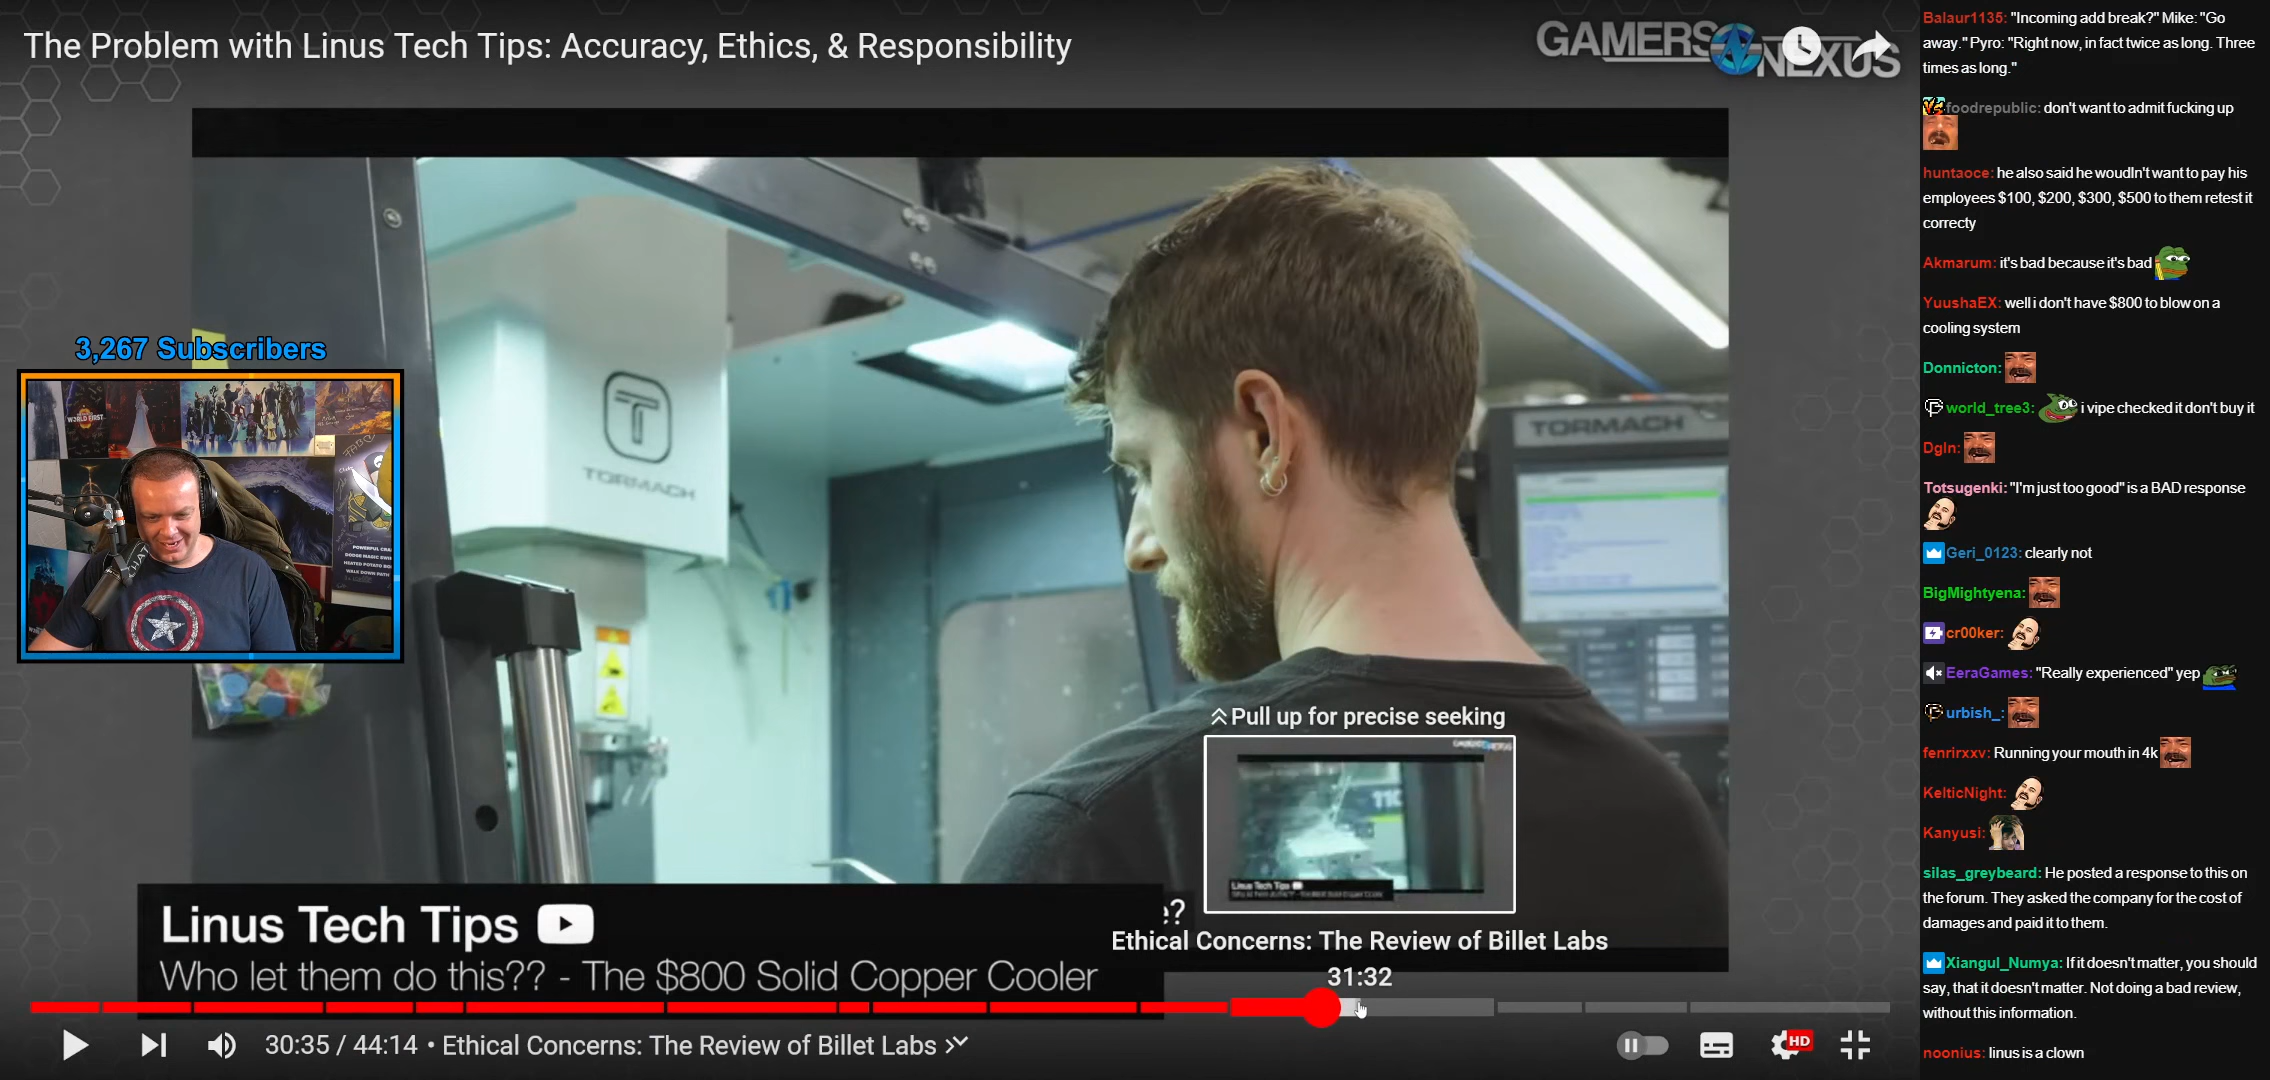 The Problem with Linus Tech Tips: Accuracy, Ethics, & Responsibility
GAMERS NEXUS
TORMACH
TORMACH
3,267 Subscribers
WORLD FIRST
Pull up for precise seeking
Linus Tech Tips
Who let them do this?? - The $800 Solid Copper Cooler
Linus Tech Tips
e?
Ethical Concerns: The Review of Billet Labs
31:32
30:35 / 44:14 • Ethical Concerns: The Review of Billet Labs
HD
Balaur1135: "Incoming add break?" Mike: "Go
away." Pyro: "Right now, in fact twice as long. Three
times as long."
foodrepublic: don't want to admit fucking up
huntaoce: he also said he woudln't want to pay his
employees $100, $200, $300, $500 to them retest it
correcty
Akmarum: it's bad because it's bad
YuushaEX: well i don't have $800 to blow on a
cooling system
Donnicton:
world_tree3: i vipe checked it don't buy it
Dgln:
Totsugenki: "I'm just too good" is a BAD response
Geri_0123: clearly not
BigMightyena:
cr00ker:
EeraGames: "Really experienced" yep
urbish_:
fenrirxxv: Running your mouth in 4k
KelticNight:
Kanyusi:
silas_greybeard: He posted a response to this on
the forum. They asked the company for the cost of
damages and paid it to them.
Xiangul_Numya: If it doesn't matter, you should
say, that it doesn't matter. Not doing a bad review,
without this information.
noonius: linus is a clown